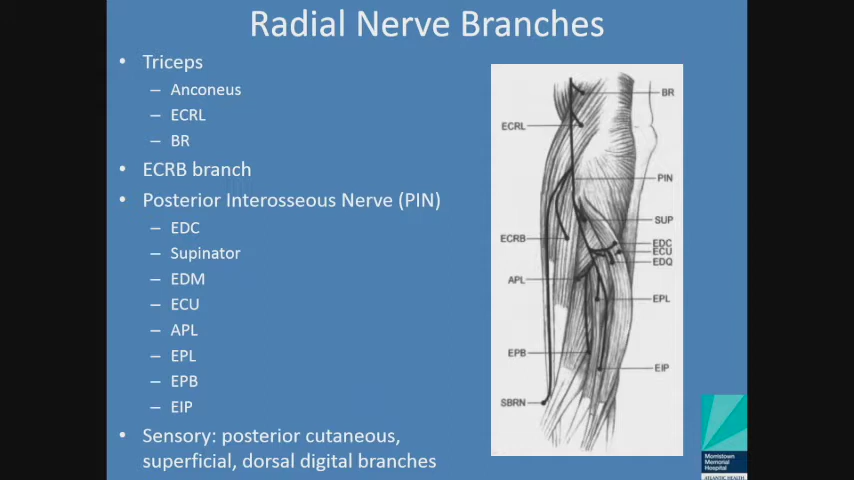 Radial Nerve Branches
• Triceps
– Anconeus
– ECRL
– BR
• ECRB branch
• Posterior Interosseous Nerve (PIN)
– EDC
– Supinator
– EDM
– ECU
– APL
– EPL
– EPB
– EIP
• Sensory: posterior cutaneous,
superficial, dorsal digital branches
BR
ECRL
PIN
SUP
ECRB
EDC
ECU
EDQ
APL
EPL
EPB
EIP
SBRN
Morristown
Memorial
Hospital
ATLANTIC HEALTH